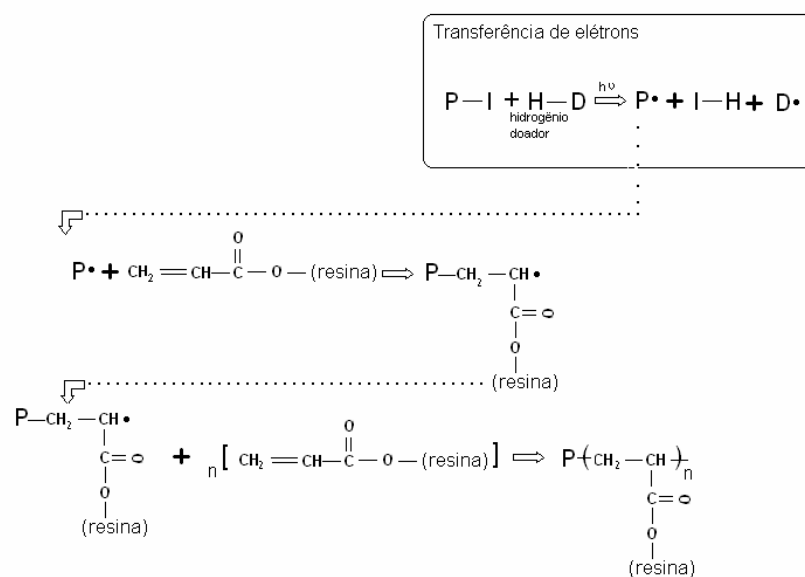 Transferência de elétrons
P—I + H—D hυ ⇒ P• + I—H + D•
hidrogênio
doador
P• + CH₂═CH—C—O—(resina) ⇒ P—CH₂—CH•
O
C═O
O
(resina)
P—CH₂—CH• + n[CH₂═CH—C—O—(resina)] ⇒ P-(CH₂—CH)-n
O
C═O
O
(resina)
C═O
O
(resina)